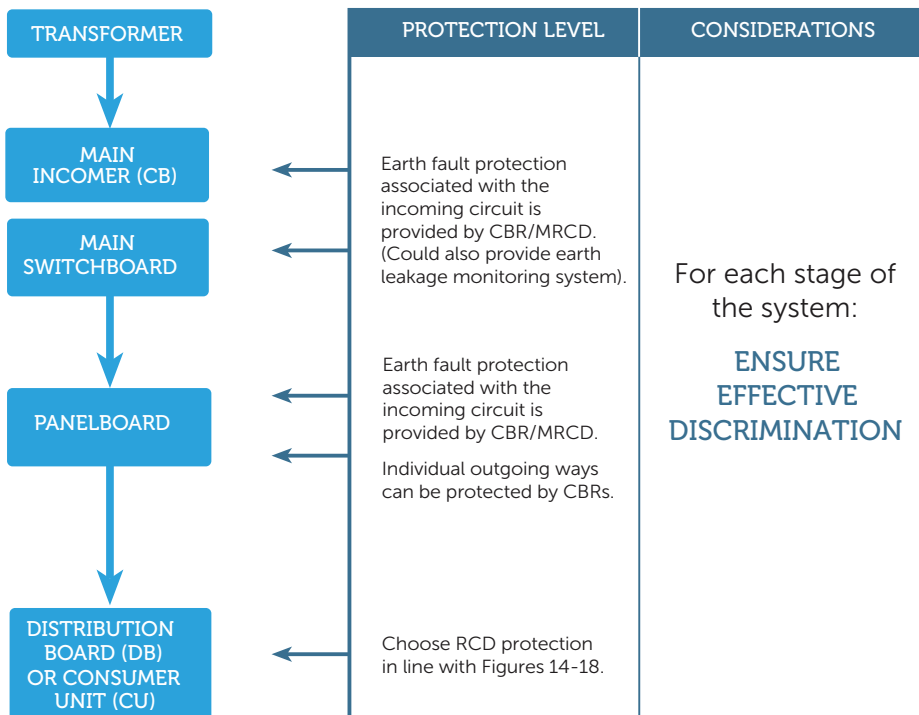 TRANSFORMER
MAIN
INCOMER (CB)
MAIN
SWITCHBOARD
PANELBOARD
DISTRIBUTION
BOARD (DB)
OR CONSUMER
UNIT (CU)
PROTECTION LEVEL
Earth fault protection
associated with the
incoming circuit is
provided by CBR/MRCD.
(Could also provide earth
leakage monitoring system).
Earth fault protection
associated with the
incoming circuit is
provided by CBR/MRCD.
Individual outgoing ways
can be protected by CBRs.
Choose RCD protection
in line with Figures 14-18.
CONSIDERATIONS
For each stage of
the system:
ENSURE
EFFECTIVE
DISCRIMINATION